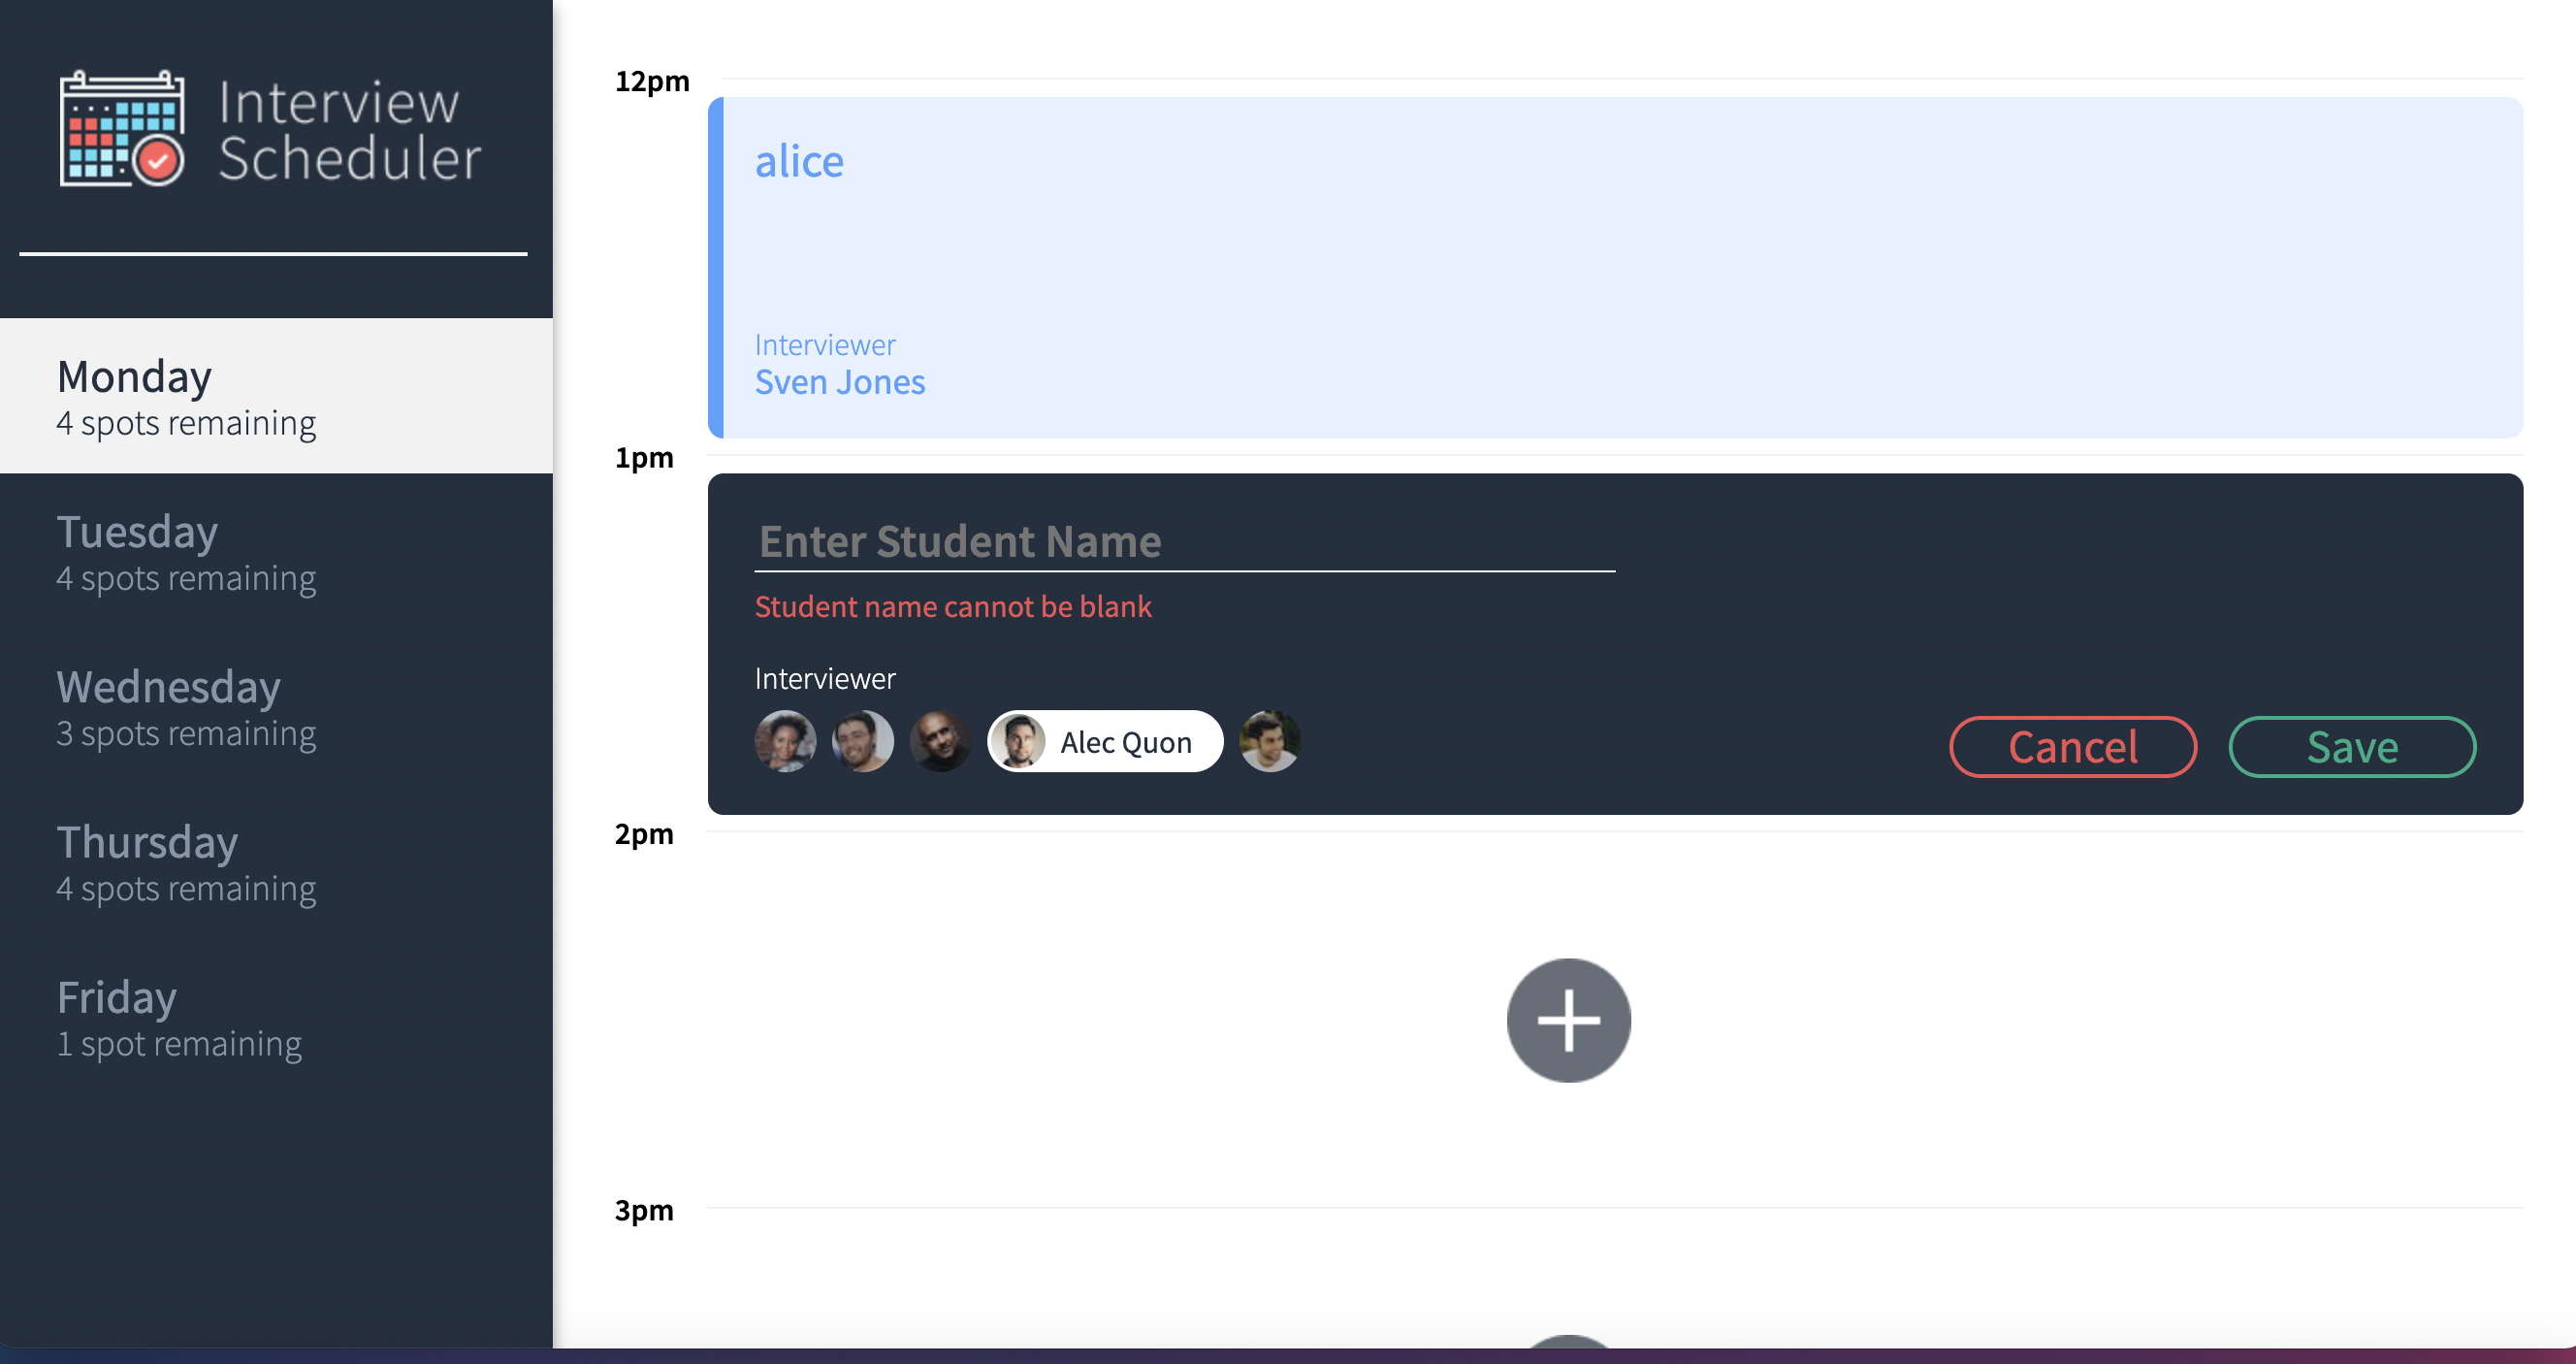 Interview
Scheduler
Monday
4 spots remaining
Tuesday
4 spots remaining
Wednesday
3 spots remaining
Thursday
4 spots remaining
Friday
1 spot remaining
12pm
alice
Interviewer
Sven Jones
1pm
Enter Student Name
Student name cannot be blank
Interviewer
Alec Quon
Cancel
Save
2pm
3pm